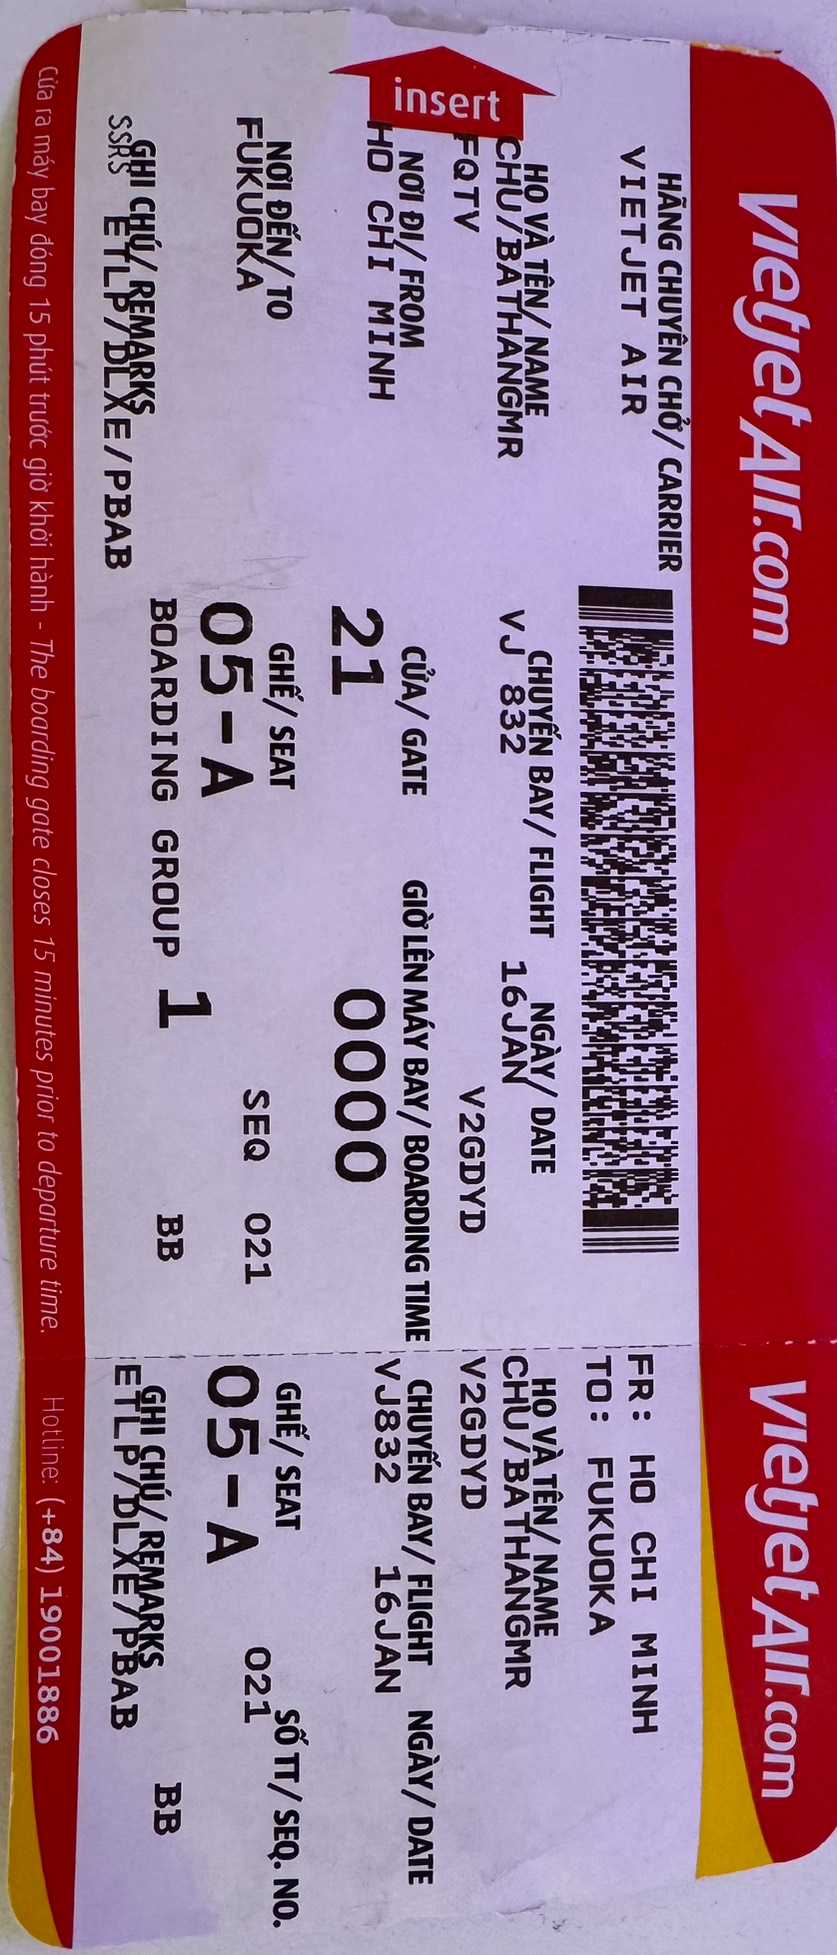 vietjetAir.com
HÃNG CHUYÊN CHỞ/ CARRIER
VIETJET AIR
HỌ VÀ TÊN/ NAME
CHU/BATHANGMR
FQTV
insert
NƠI ĐI/ FROM
HO CHI MINH
NƠI ĐẾN/ TO
FUKUOKA
GHI CHÚ/ REMARKS
SSRS ETLP/DLXE/PBAB
CHUYẾN BAY/ FLIGHT NGÀY/ DATE
VJ 832 16JAN
V2GDYD
CỬA/ GATE GIỜ LÊN MÁY BAY/ BOARDING TIME
21 0000
GHẾ/ SEAT
05-A SEQ 021
BOARDING GROUP 1 BB
Cửa ra máy bay đóng 15 phút trước giờ khởi hành - The boarding gate closes 15 minutes prior to departure time.
vietjetAir.com
FR: HO CHI MINH
TO: FUKUOKA
HỌ VÀ TÊN/ NAME
CHU/BATHANGMR
V2GDYD
CHUYẾN BAY/ FLIGHT NGÀY/ DATE
VJ832 16JAN
GHẾ/ SEAT SỐ TT/ SEQ. NO.
05-A 021
GHI CHÚ/ REMARKS
ETLP/DLXE/PBAB BB
Hotline: (+84) 19001886